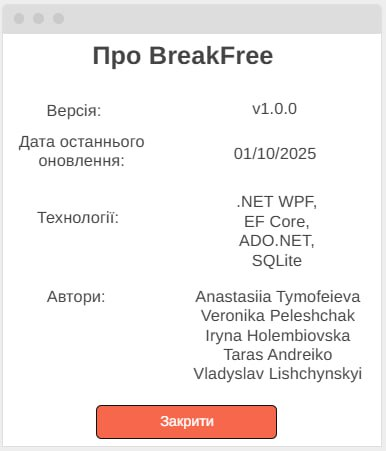 Про BreakFree
Версія:
v1.0.0
Дата останнього
оновлення:
01/10/2025
Технології:
.NET WPF,
EF Core,
ADO.NET,
SQLite
Автори:
Anastasiia Tymofeieva
Veronika Peleshchak
Iryna Holembiovska
Taras Andreiko
Vladyslav Lishchynskyi
Закрити